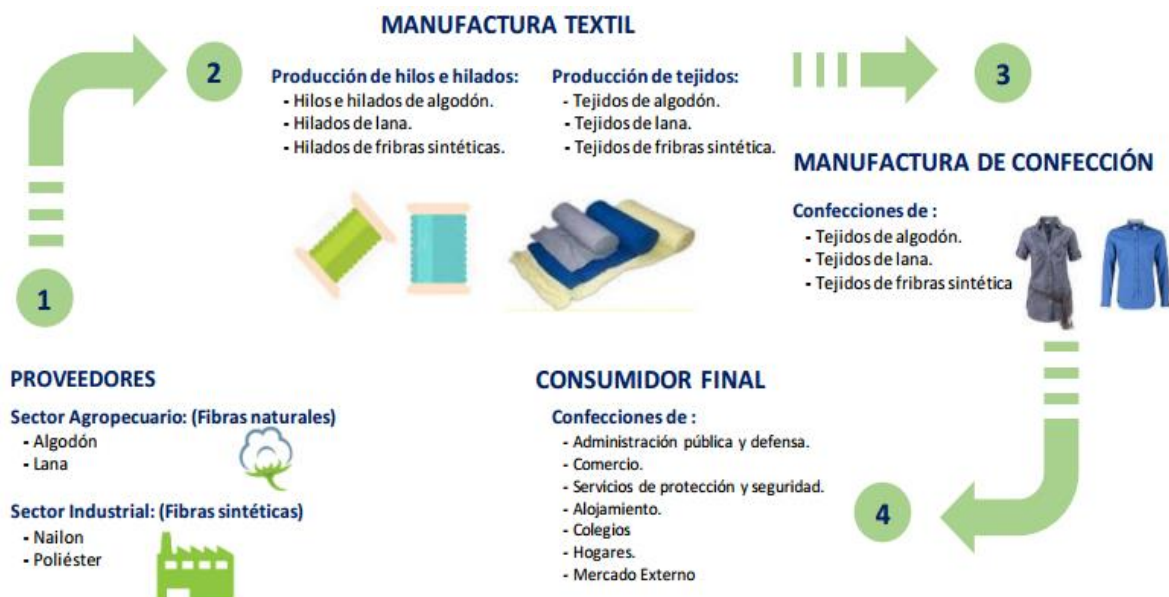 1
PROVEEDORES
Sector Agropecuario: (Fibras naturales)
- Algodón
- Lana
Sector Industrial: (Fibras sintéticas)
- Nailon
- Poliéster
2
MANUFACTURA TEXTIL
Producción de hilos e hilados:
- Hilos e hilados de algodón.
- Hilados de lana.
- Hilados de fribras sintéticas.
Producción de tejidos:
- Tejidos de algodón.
- Tejidos de lana.
- Tejidos de fribras sintética.
3
MANUFACTURA DE CONFECCIÓN
Confecciones de :
- Tejidos de algodón.
- Tejidos de lana.
- Tejidos de fribras sintética
4
CONSUMIDOR FINAL
Confecciones de :
- Administración pública y defensa.
- Comercio.
- Servicios de protección y seguridad.
- Alojamiento.
- Colegios
- Hogares.
- Mercado Externo